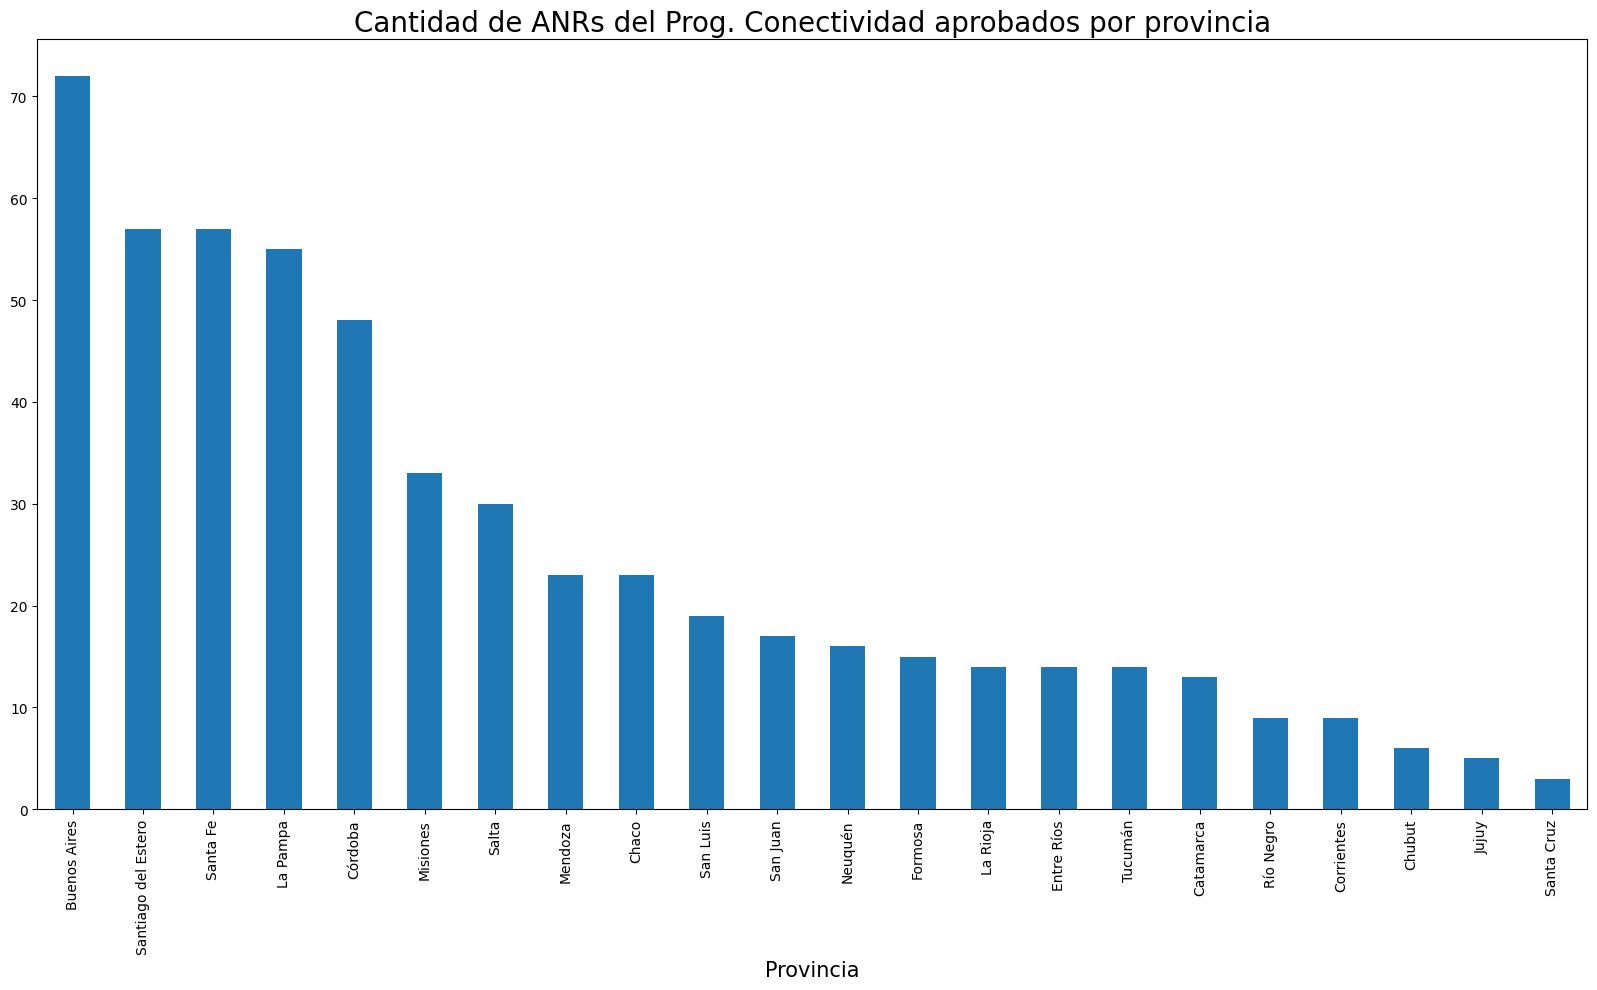 Cantidad de ANRs del Prog. Conectividad aprobados por provincia
70
60
50
40
30
20
10
0
Buenos Aires
Santiago del Estero
Santa Fe
La Pampa
Córdoba
Misiones
Salta
Mendoza
Chaco
San Luis
San Juan
Neuquén
Formosa
La Rioja
Entre Ríos
Tucumán
Catamarca
Río Negro
Corrientes
Chubut
Jujuy
Santa Cruz
Provincia